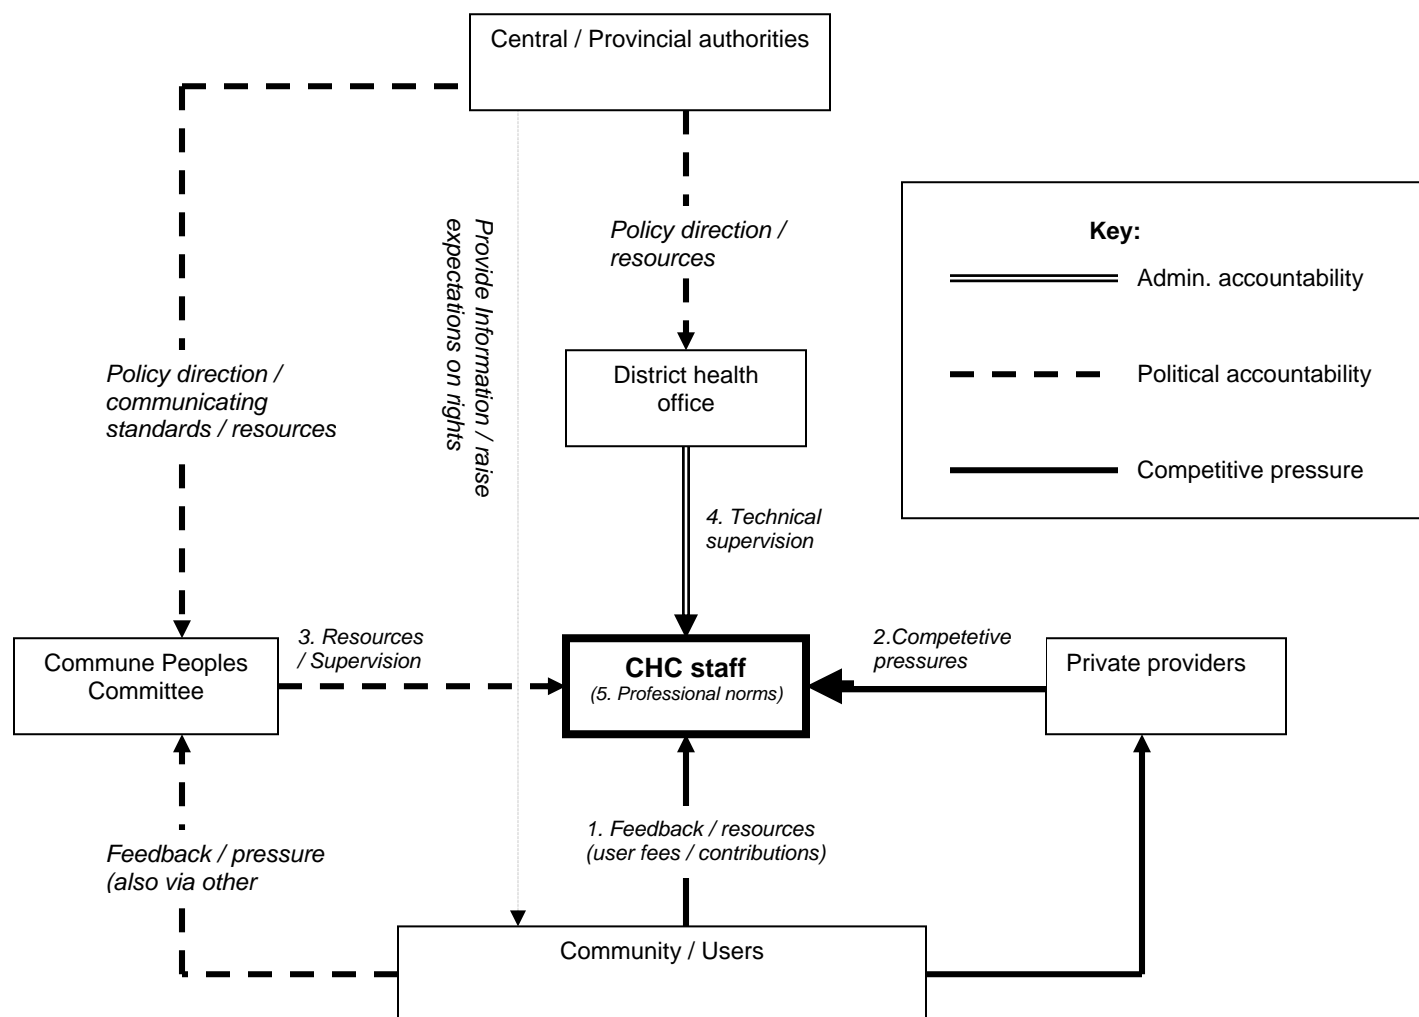 Central / Provincial authorities
Policy direction /
resources
Provide Information / raise
expectations on rights
Key:
Admin. accountability
Political accountability
Competitive pressure
Policy direction /
communicating
standards / resources
District health
office
4. Technical
supervision
3. Resources
/ Supervision
Commune Peoples
Committee
CHC staff
(5. Professional norms)
2.Competetive
pressures
Private providers
1. Feedback / resources
(user fees / contributions)
Feedback / pressure
(also via other
Community / Users